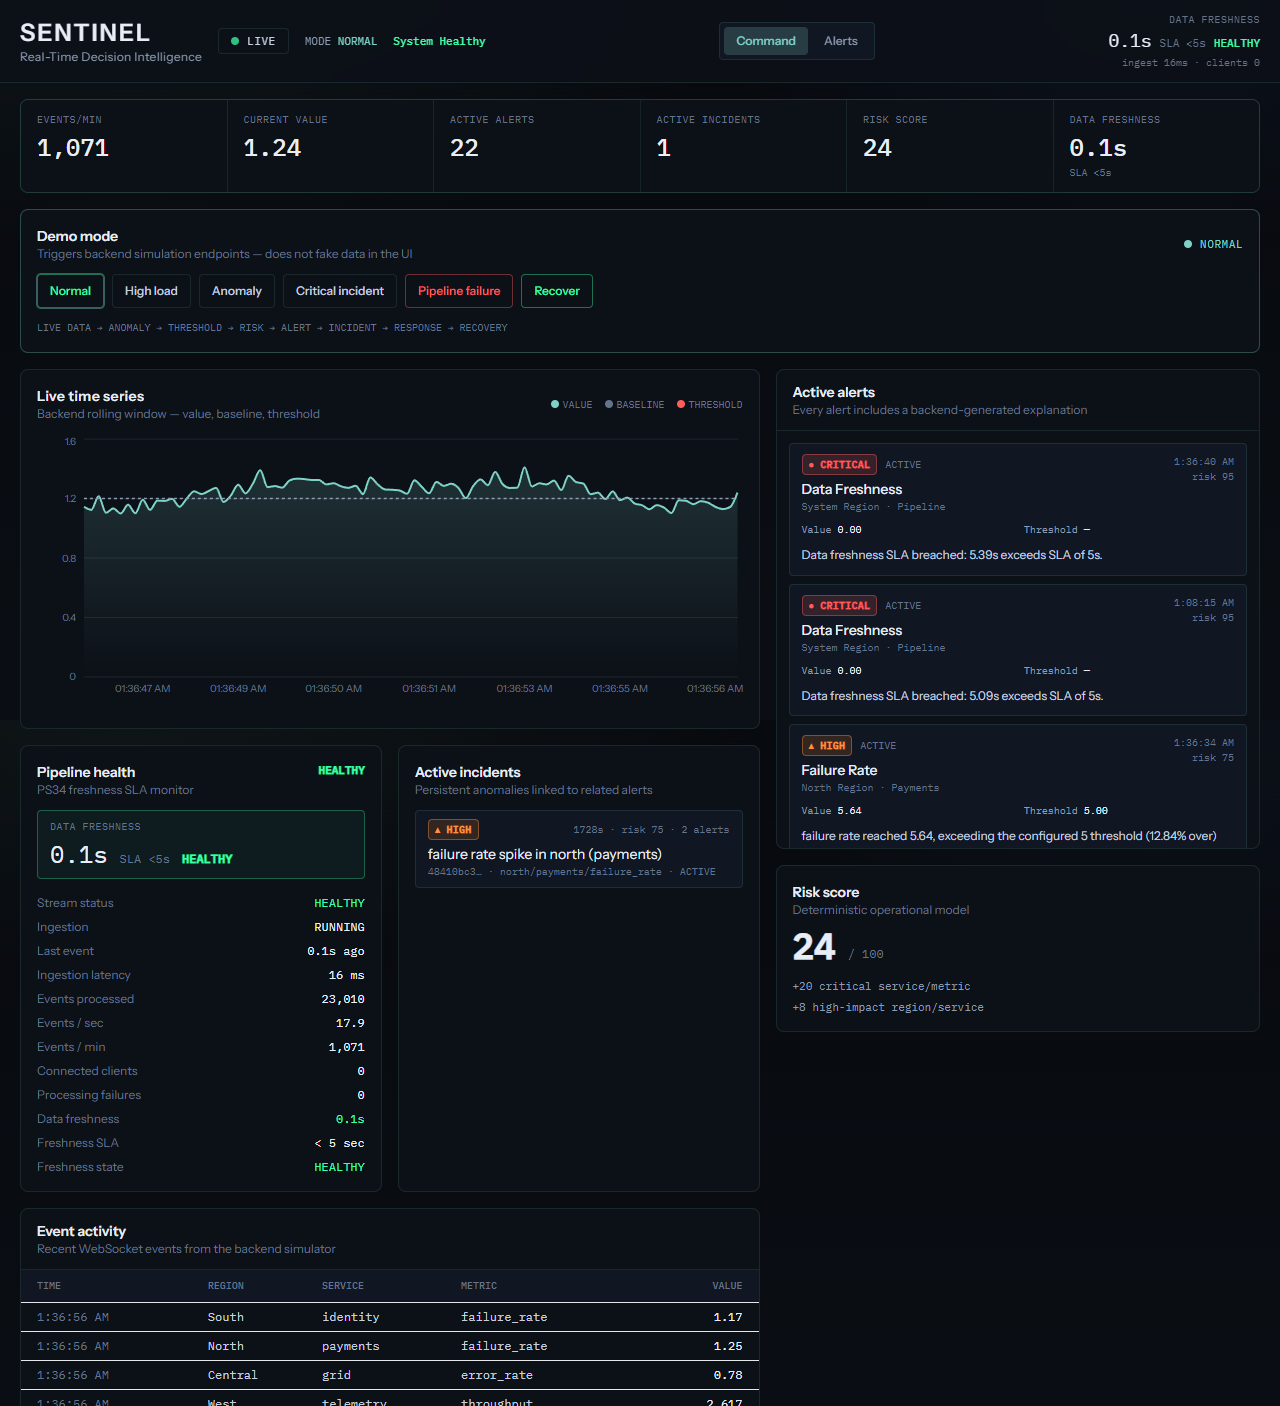 SENTINEL
Real-Time Decision Intelligence
LIVE
MODE NORMAL
System Healthy
Command
Alerts
DATA FRESHNESS
0.1s SLA <5s HEALTHY
ingest 16ms · clients 0
EVENTS/MIN
1,071
CURRENT VALUE
1.24
ACTIVE ALERTS
22
ACTIVE INCIDENTS
1
RISK SCORE
24
DATA FRESHNESS
0.1s
SLA <5s
Demo mode
Triggers backend simulation endpoints — does not fake data in the UI
NORMAL
Normal
High load
Anomaly
Critical incident
Pipeline failure
Recover
LIVE DATA → ANOMALY → THRESHOLD → RISK → ALERT → INCIDENT → RESPONSE → RECOVERY
Live time series
Backend rolling window — value, baseline, threshold
VALUE
BASELINE
THRESHOLD
1.6
1.2
0.8
0.4
0
01:36:47 AM
01:36:49 AM
01:36:50 AM
01:36:51 AM
01:36:53 AM
01:36:55 AM
01:36:56 AM
Active alerts
Every alert includes a backend-generated explanation
● CRITICAL ACTIVE
1:36:40 AM
risk 95
Data Freshness
System Region · Pipeline
Value 0.00
Threshold —
Data freshness SLA breached: 5.39s exceeds SLA of 5s.
● CRITICAL ACTIVE
1:08:15 AM
risk 95
Data Freshness
System Region · Pipeline
Value 0.00
Threshold —
Data freshness SLA breached: 5.09s exceeds SLA of 5s.
▲ HIGH ACTIVE
1:36:34 AM
risk 75
Failure Rate
North Region · Payments
Value 5.64
Threshold 5.00
failure rate reached 5.64, exceeding the configured 5 threshold (12.84% over)
Pipeline health
PS34 freshness SLA monitor
HEALTHY
DATA FRESHNESS
0.1s SLA <5s HEALTHY
Stream status HEALTHY
Ingestion RUNNING
Last event 0.1s ago
Ingestion latency 16 ms
Events processed 23,010
Events / sec 17.9
Events / min 1,071
Connected clients 0
Processing failures 0
Data freshness 0.1s
Freshness SLA < 5 sec
Freshness state HEALTHY
Active incidents
Persistent anomalies linked to related alerts
▲ HIGH
1728s · risk 75 · 2 alerts
failure rate spike in north (payments)
48410bc3… · north/payments/failure_rate · ACTIVE
Risk score
Deterministic operational model
24 / 100
+20 critical service/metric
+8 high-impact region/service
Event activity
Recent WebSocket events from the backend simulator
TIME REGION SERVICE METRIC VALUE
1:36:56 AM South identity failure_rate 1.17
1:36:56 AM North payments failure_rate 1.25
1:36:56 AM Central grid error_rate 0.78
1:36:56 AM West telemetry throughput 2,617